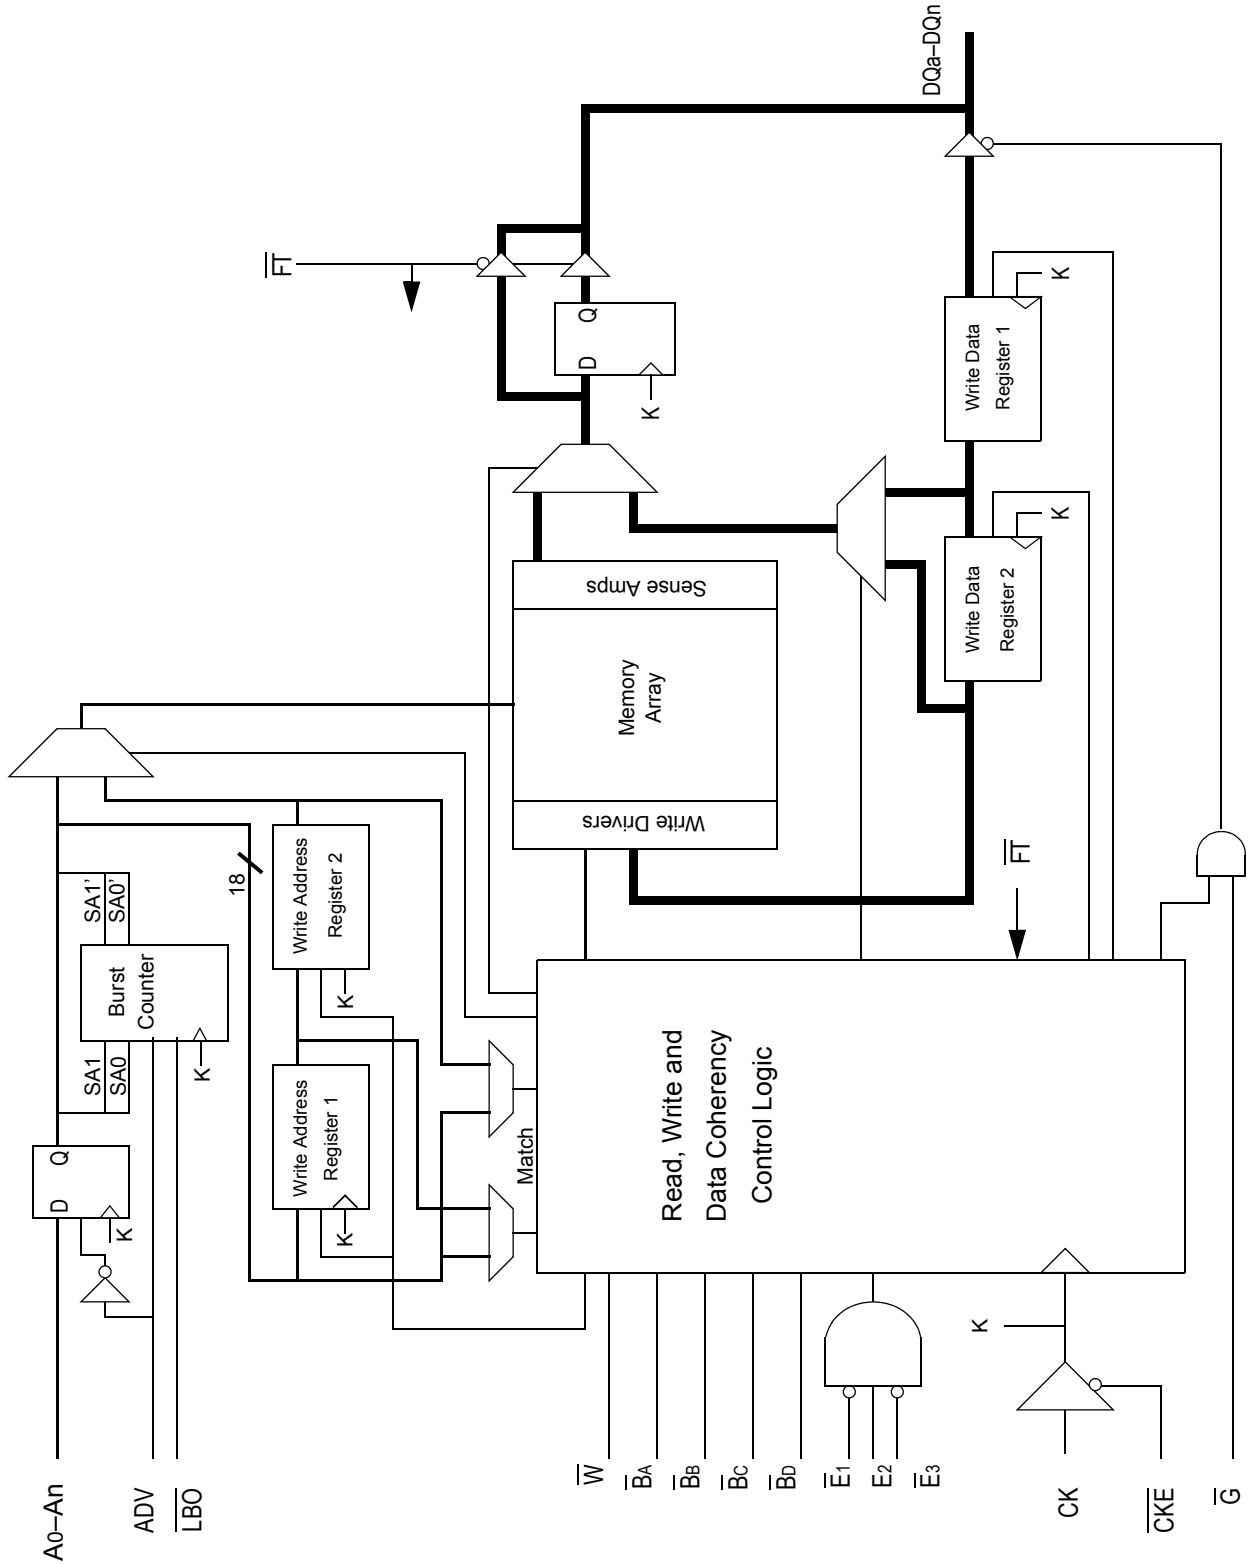 A0–An
ADV
LBO
D Q
K
SA1
SA0
Burst
Counter
K
SA1'
SA0'
18
Write Address
Register 1
K
Write Address
Register 2
K
Match
W
BA
BB
BC
BD
E1
E2
E3
CK
CKE
G
K
Read, Write and
Data Coherency
Control Logic
FT
Write Drivers
Memory
Array
Sense Amps
Write Data
Register 2
K
Write Data
Register 1
K
D Q
K
FT
DQa–DQn